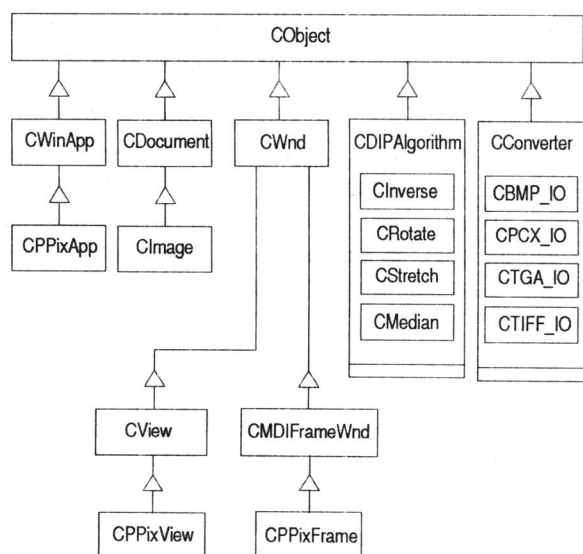 CObject
CWinApp
CDocument
CWnd
CDIPAlgorithm
CConverter
CInverse
CBMP_IO
CPPixApp
CImage
CRotate
CPCX_IO
CStretch
CTGA_IO
CMedian
CTIFF_IO
CView
CMDIFrameWnd
CPPixView
CPPixFrame